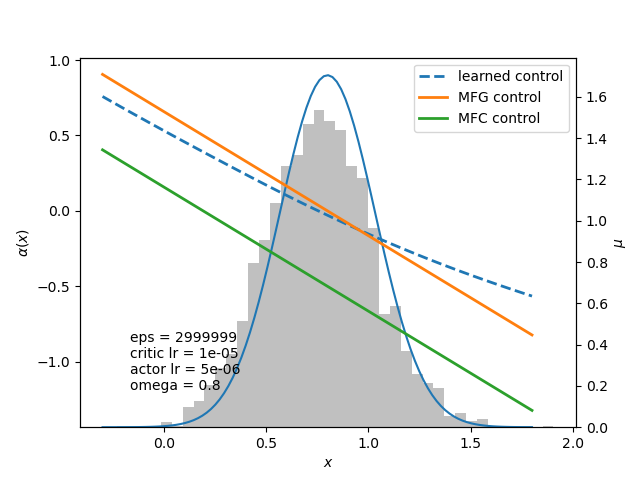 learned control
MFG control
MFC control
1.0
0.5
0.0
−0.5
−1.0
α(x)
eps = 2999999
critic lr = 1e-05
actor lr = 5e-06
omega = 0.8
1.6
1.4
1.2
1.0
0.8
0.6
0.4
0.2
0.0
μ
0.0 0.5 1.0 1.5 2.0
x